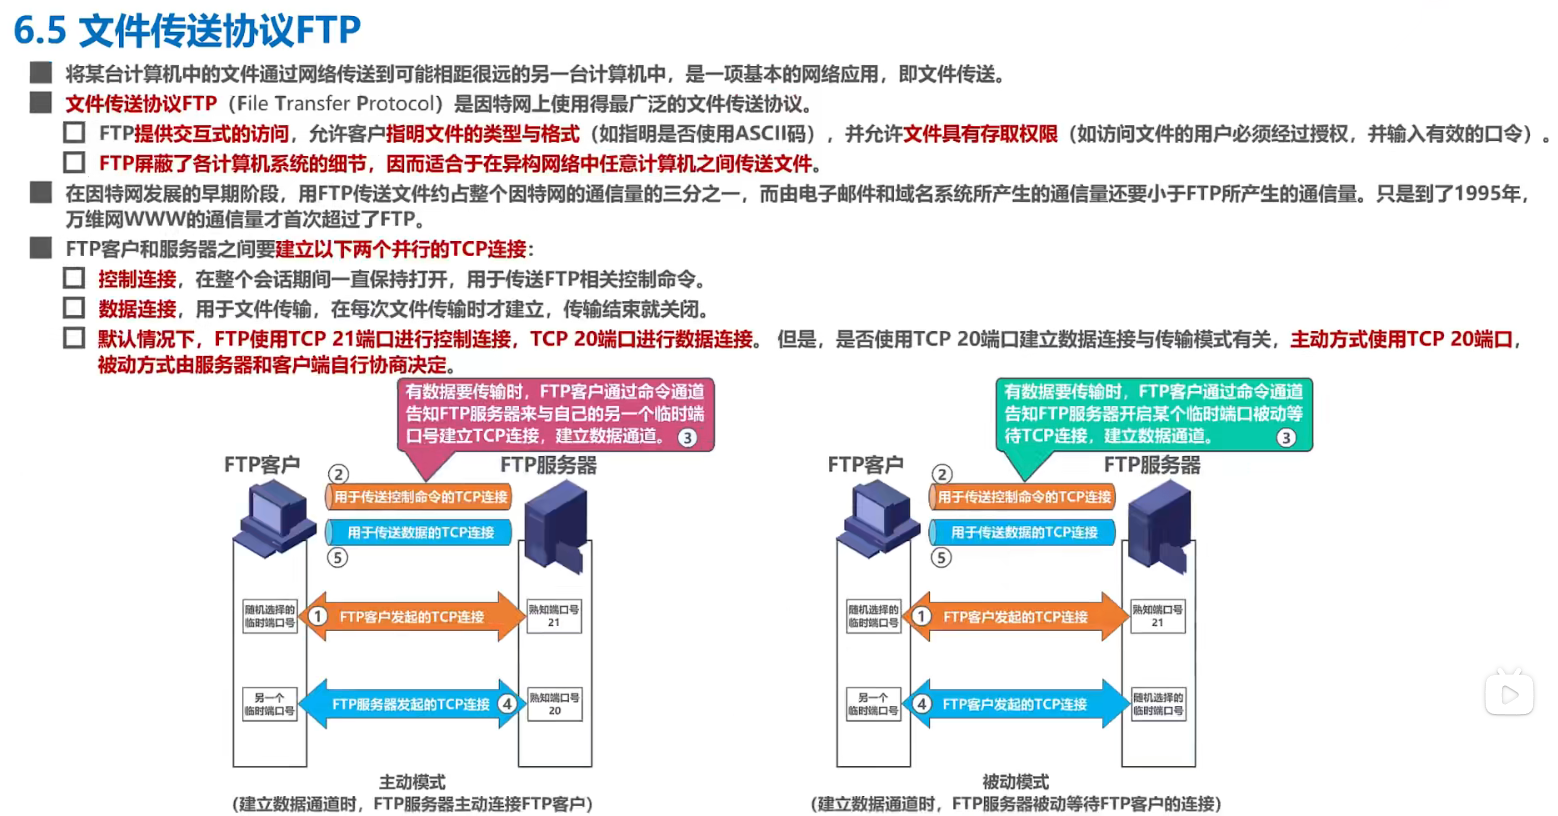 6.5 文件传送协议FTP
将某台计算机中的文件通过网络传送到可能相距很远的另一台计算机中，是一项基本的网络应用，即文件传送。
文件传送协议FTP（File Transfer Protocol）是因特网上使用得最广泛的文件传送协议。
FTP提供交互式的访问，允许客户指明文件的类型与格式（如指明是否使用ASCII码），并允许文件具有存取权限（如访问文件的用户必须经过授权，并输入有效的口令）。
FTP屏蔽了各计算机系统的细节，因而适合于在异构网络中任意计算机之间传送文件。
在因特网发展的早期阶段，用FTP传送文件约占整个因特网的通信量的三分之一，而由电子邮件和域名系统所产生的通信量还要小于FTP所产生的通信量。只是到了1995年，
万维网WWW的通信量才首次超过了FTP。
FTP客户和服务器之间要建立以下两个并行的TCP连接：
控制连接，在整个会话期间一直保持打开，用于传送FTP相关控制命令。
数据连接，用于文件传输，在每次文件传输时才建立，传输结束就关闭。
默认情况下，FTP使用TCP 21端口进行控制连接，TCP 20端口进行数据连接。 但是，是否使用TCP 20端口建立数据连接与传输模式有关，主动方式使用TCP 20端口，
被动方式由服务器和客户端自行协商决定。
有数据要传输时，FTP客户通过命令通道
告知FTP服务器来与自己的另一个临时端
口号建立TCP连接，建立数据通道。 ③
FTP客户
FTP服务器
②
用于传送控制命令的TCP连接
用于传送数据的TCP连接
⑤
随机选择的
临时端口号
① FTP客户发起的TCP连接
熟知端口号
21
另一个
临时端口号
FTP服务器发起的TCP连接 ④
熟知端口号
20
主动模式
（建立数据通道时，FTP服务器主动连接FTP客户）
有数据要传输时，FTP客户通过命令通道
告知FTP服务器开启某个临时端口被动等
待TCP连接，建立数据通道。 ③
FTP客户
FTP服务器
②
用于传送控制命令的TCP连接
用于传送数据的TCP连接
⑤
随机选择的
临时端口号
① FTP客户发起的TCP连接
熟知端口号
21
另一个
临时端口号
④ FTP客户发起的TCP连接
随机选择的
临时端口号
被动模式
（建立数据通道时，FTP服务器被动等待FTP客户的连接）